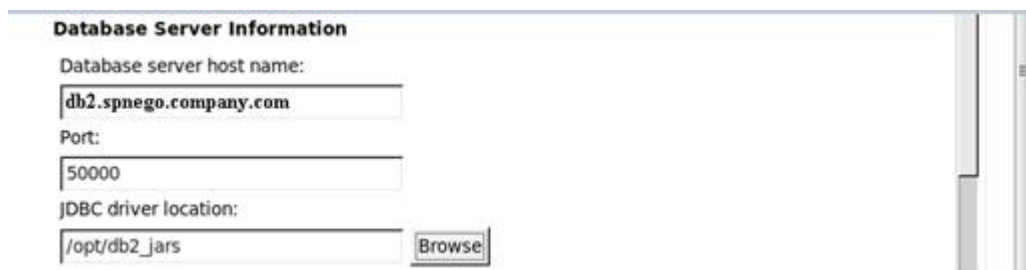 Database Server Information
Database server host name:
db2.spnego.company.com
Port:
50000
JDBC driver location:
/opt/db2_jars Browse